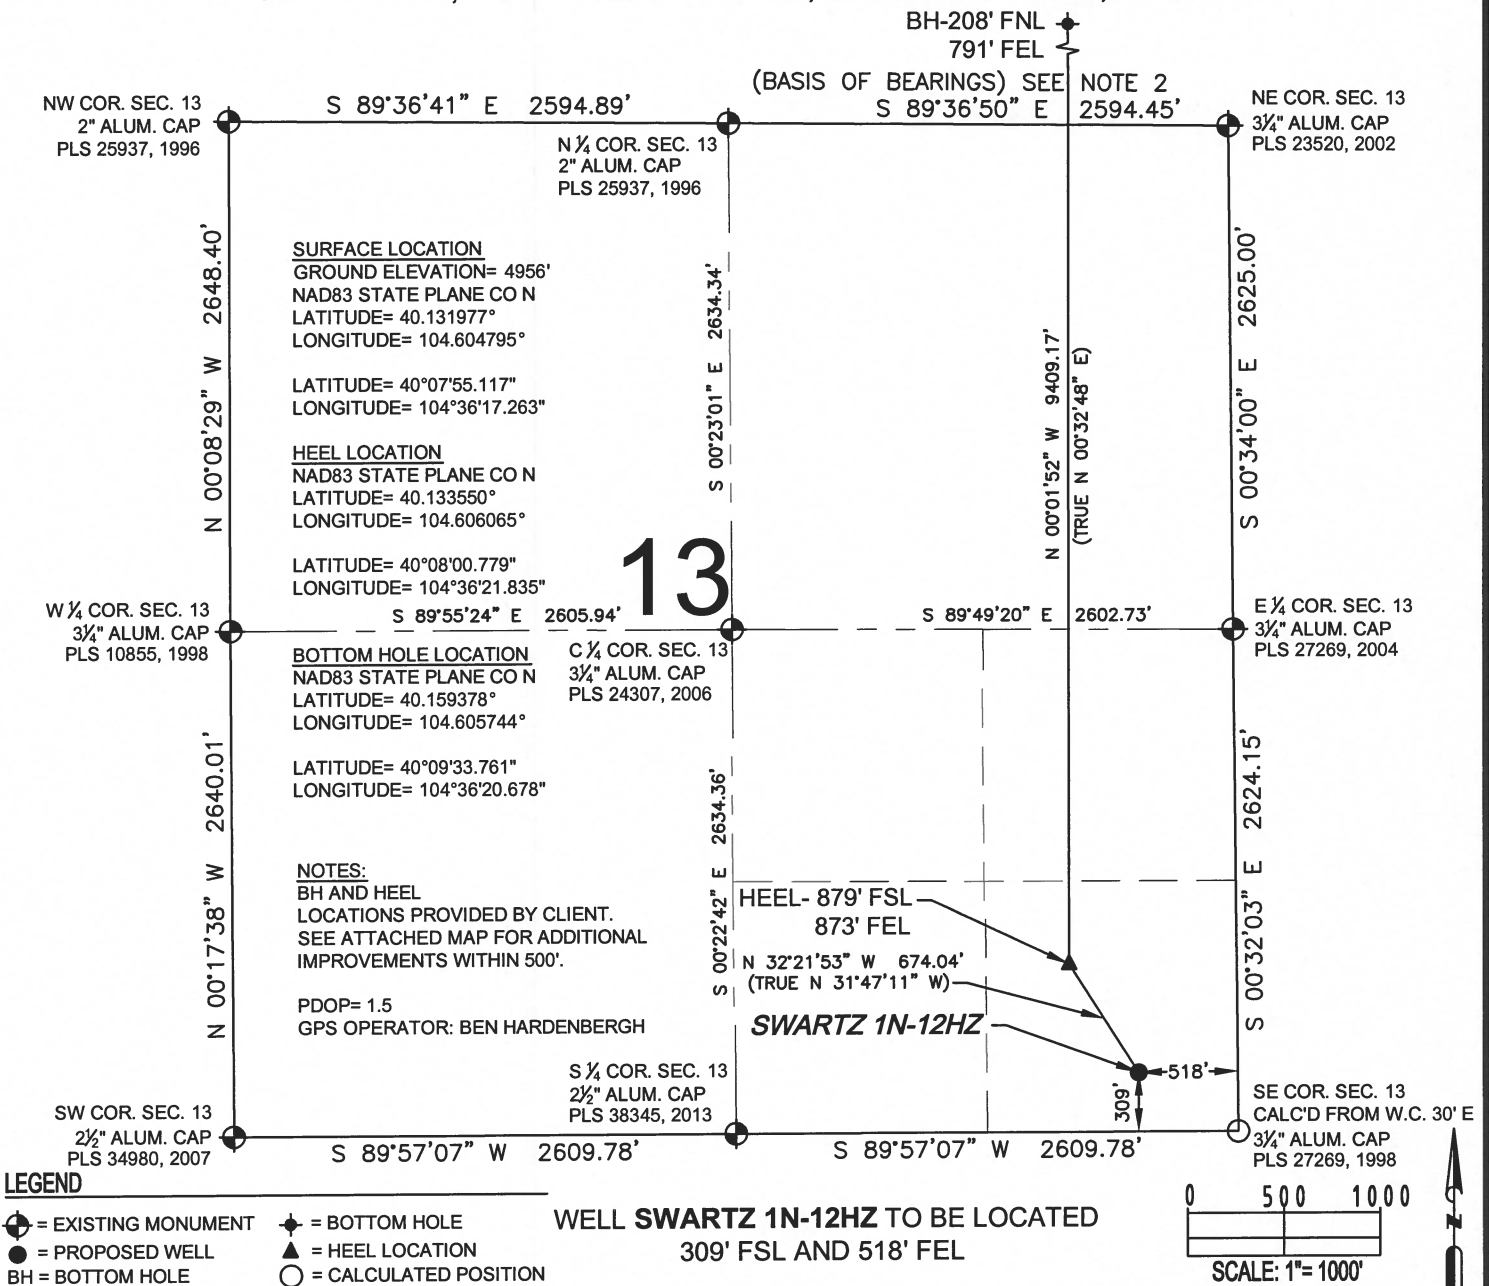 BH-208' FNL
791' FEL
(BASIS OF BEARINGS) SEE NOTE 2
NW COR. SEC. 13
2" ALUM. CAP
PLS 25937, 1996
S 89°36'41" E 2594.89'
S 89°36'50" E 2594.45'
NE COR. SEC. 13
3¼" ALUM. CAP
PLS 23520, 2002
N ¼ COR. SEC. 13
2" ALUM. CAP
PLS 25937, 1996
N 00°08'29" W 2648.40'
SURFACE LOCATION
GROUND ELEVATION= 4956'
NAD83 STATE PLANE CO N
LATITUDE= 40.131977°
LONGITUDE= 104.604795°
LATITUDE= 40°07'55.117"
LONGITUDE= 104°36'17.263"
HEEL LOCATION
NAD83 STATE PLANE CO N
LATITUDE= 40.133550°
LONGITUDE= 104.606065°
LATITUDE= 40°08'00.779"
LONGITUDE= 104°36'21.835"
S 00°23'01" E 2634.34'
N 00°01'52" W 9409.17'
(TRUE N 00°32'48" E)
S 00°34'00" E 2625.00'
13
W ¼ COR. SEC. 13
3¼" ALUM. CAP
PLS 10855, 1998
S 89°55'24" E 2605.94'
S 89°49'20" E 2602.73'
E ¼ COR. SEC. 13
3¼" ALUM. CAP
PLS 27269, 2004
C ¼ COR. SEC. 13
3¼" ALUM. CAP
PLS 24307, 2006
BOTTOM HOLE LOCATION
NAD83 STATE PLANE CO N
LATITUDE= 40.159378°
LONGITUDE= 104.605744°
LATITUDE= 40°09'33.761"
LONGITUDE= 104°36'20.678"
N 00°17'38" W 2640.01'
S 00°22'42" E 2634.36'
S 00°32'03" E 2624.15'
NOTES:
BH AND HEEL
LOCATIONS PROVIDED BY CLIENT.
SEE ATTACHED MAP FOR ADDITIONAL
IMPROVEMENTS WITHIN 500'.
PDOP= 1.5
GPS OPERATOR: BEN HARDENBERGH
HEEL- 879' FSL
873' FEL
N 32°21'53" W 674.04'
(TRUE N 31°47'11" W)
SWARTZ 1N-12HZ
518'
309'
S ¼ COR. SEC. 13
2½" ALUM. CAP
PLS 38345, 2013
SW COR. SEC. 13
2½" ALUM. CAP
PLS 34980, 2007
SE COR. SEC. 13
CALC'D FROM W.C. 30' E
3¼" ALUM. CAP
PLS 27269, 1998
S 89°57'07" W 2609.78'
S 89°57'07" W 2609.78'
LEGEND
= EXISTING MONUMENT
= BOTTOM HOLE
= PROPOSED WELL
= HEEL LOCATION
BH = BOTTOM HOLE
= CALCULATED POSITION
WELL SWARTZ 1N-12HZ TO BE LOCATED
309' FSL AND 518' FEL
0 500 1000
SCALE: 1"= 1000'
N